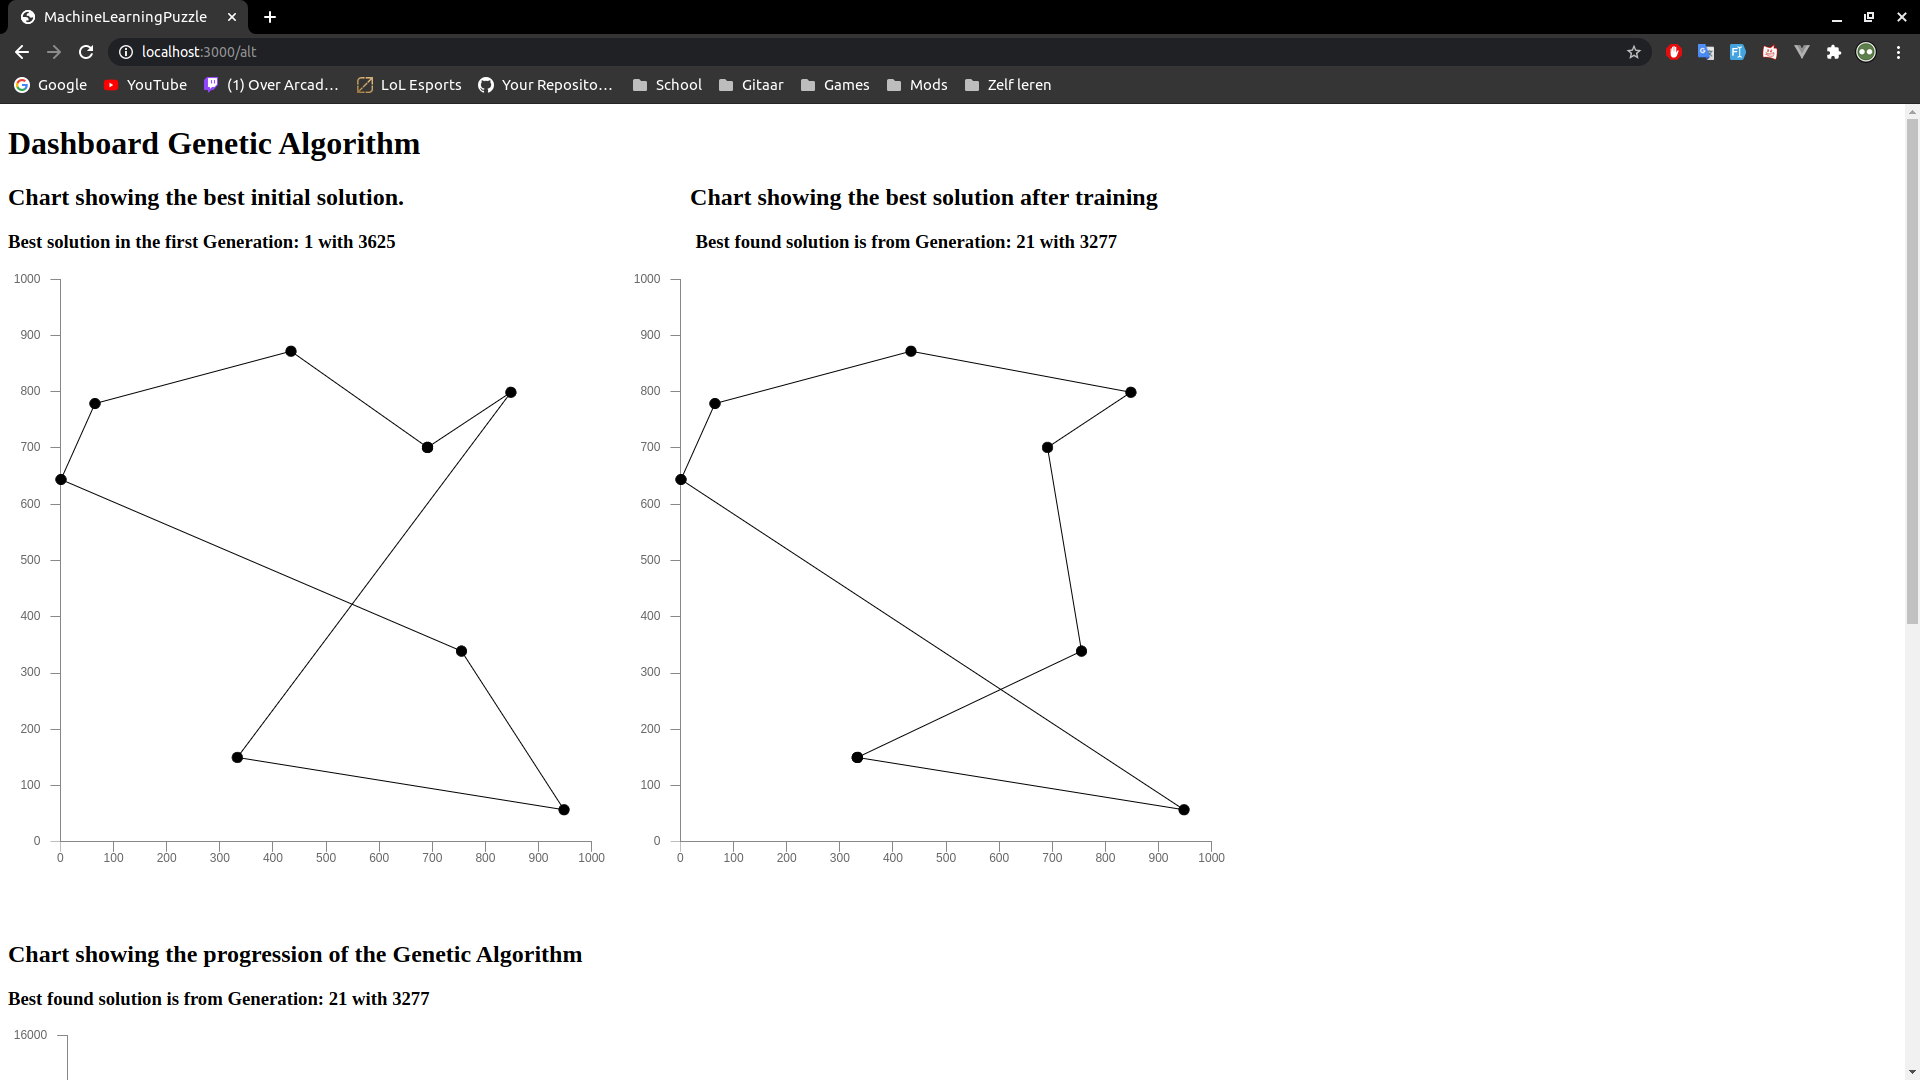 MachineLearningPuzzle
localhost:3000/alt
Google YouTube (1) Over Arcad… LoL Esports Your Reposito… School Gitaar Games Mods Zelf leren
Dashboard Genetic Algorithm
Chart showing the best initial solution.
Best solution in the first Generation: 1 with 3625
1000
900
800
700
600
500
400
300
200
100
0
0 100 200 300 400 500 600 700 800 900 1000
Chart showing the best solution after training
Best found solution is from Generation: 21 with 3277
1000
900
800
700
600
500
400
300
200
100
0
0 100 200 300 400 500 600 700 800 900 1000
Chart showing the progression of the Genetic Algorithm
Best found solution is from Generation: 21 with 3277
16000